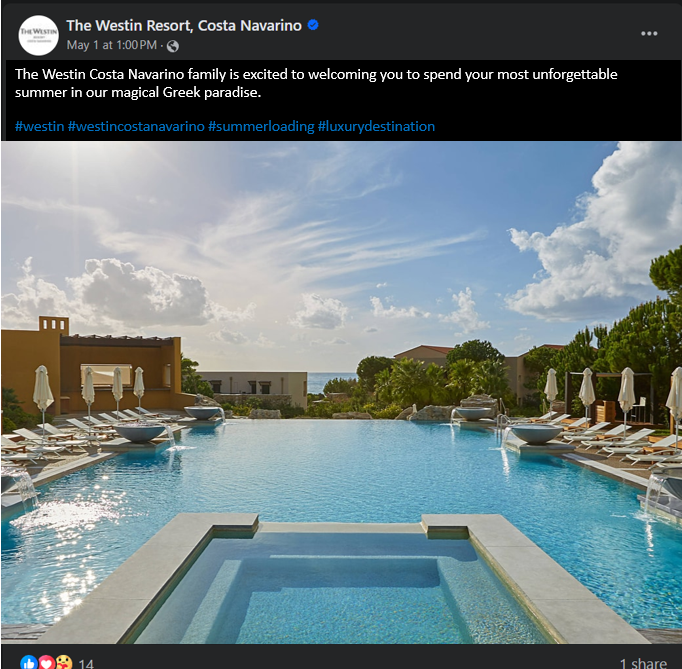 THE WESTIN
The Westin Resort, Costa Navarino
May 1 at 1:00 PM ·
The Westin Costa Navarino family is excited to welcoming you to spend your most unforgettable
summer in our magical Greek paradise.
#westin #westincostanavarino #summerloading #luxurydestination
14
1 share